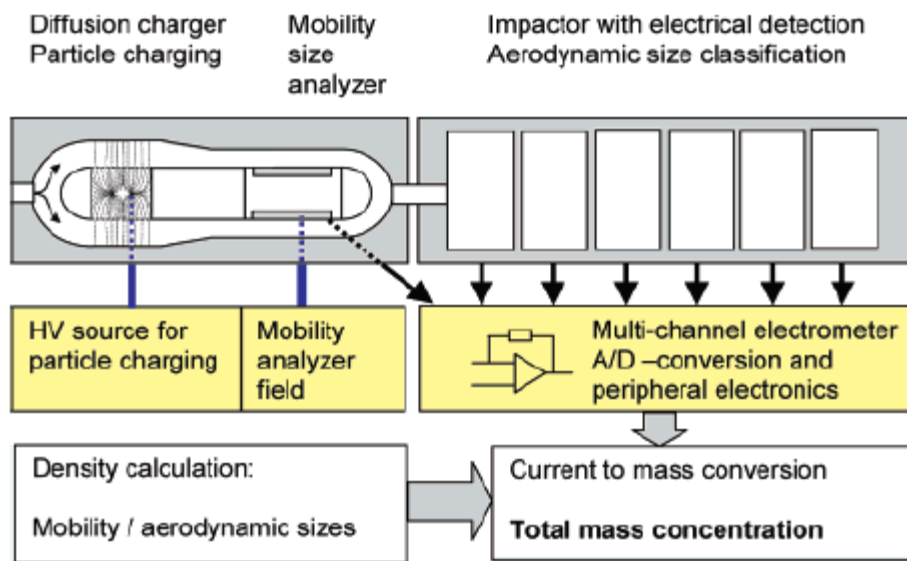 Diffusion charger
Particle charging
Mobility
size
analyzer
Impactor with electrical detection
Aerodynamic size classification
HV source for
particle charging
Mobility
analyzer
field
Multi-channel electrometer
A/D –conversion and
peripheral electronics
Density calculation:
Mobility / aerodynamic sizes
Current to mass conversion
Total mass concentration